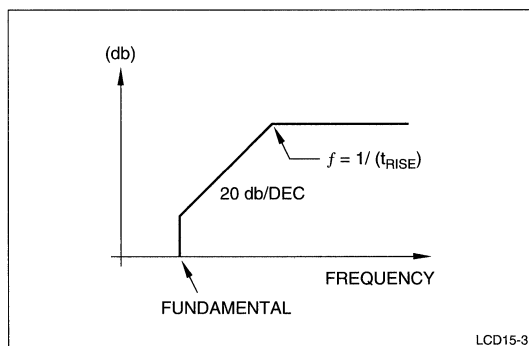 (db)
f = 1/ (tRISE)
20 db/DEC
FREQUENCY
FUNDAMENTAL
LCD15-3